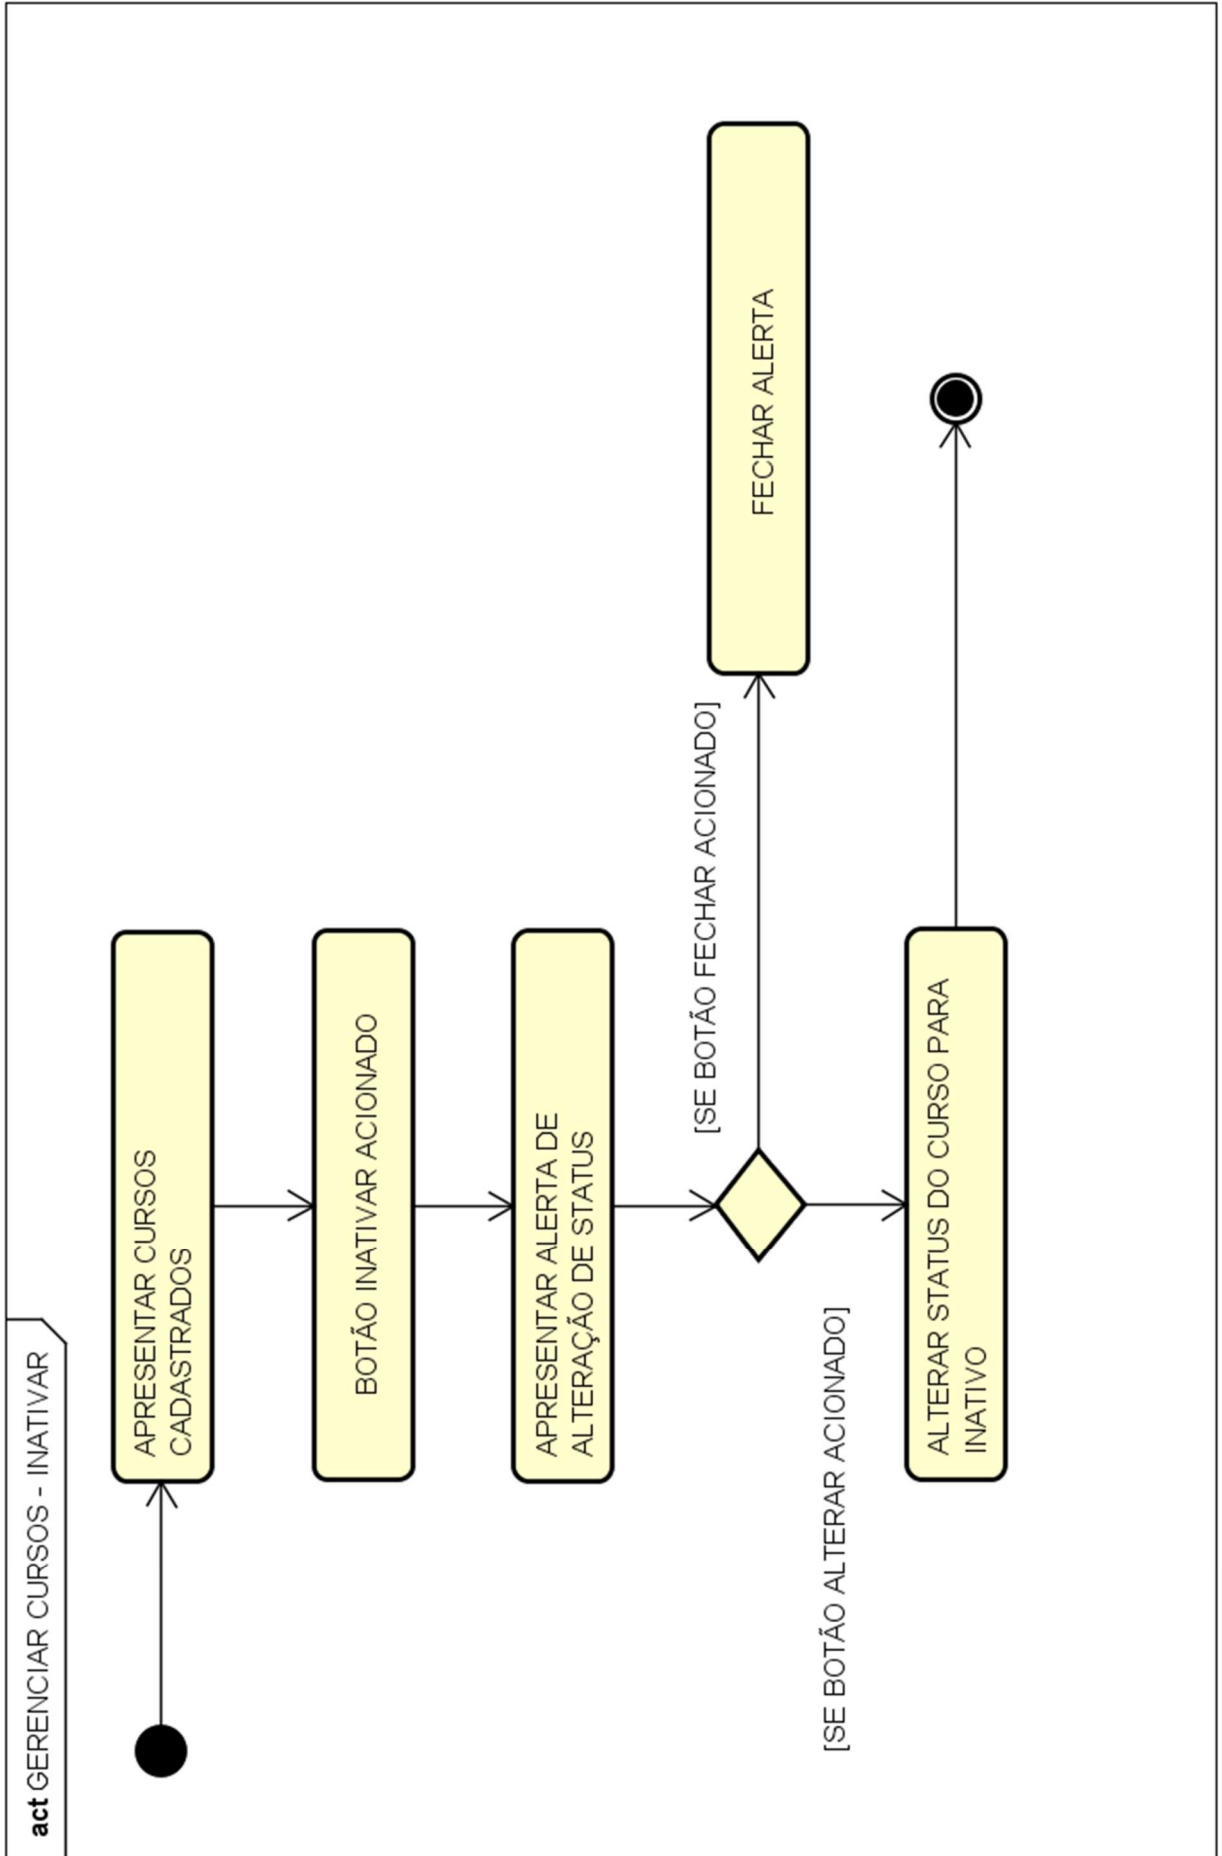 act GERENCIAR CURSOS - INATIVAR
APRESENTAR CURSOS
CADASTRADOS
BOTÃO INATIVAR ACIONADO
APRESENTAR ALERTA DE
ALTERAÇÃO DE STATUS
[SE BOTÃO FECHAR ACIONADO]
FECHAR ALERTA
[SE BOTÃO ALTERAR ACIONADO]
ALTERAR STATUS DO CURSO PARA
INATIVO